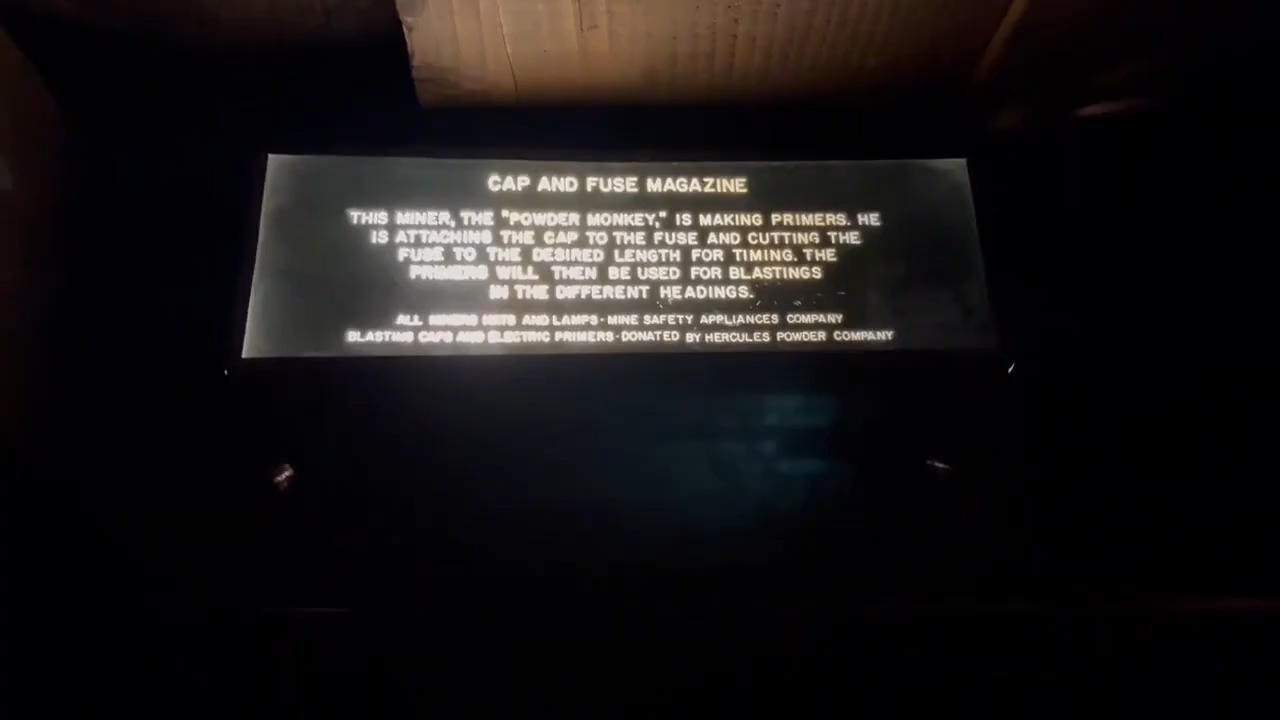 CAP AND FUSE MAGAZINE
THIS MINER, THE "POWDER MONKEY," IS MAKING PRIMERS. HE
IS ATTACHING THE CAP TO THE FUSE AND CUTTING THE
FUSE TO THE DESIRED LENGTH FOR TIMING. THE
PRIMERS WILL THEN BE USED FOR BLASTINGS
IN THE DIFFERENT HEADINGS.
ALL MINERS HATS AND LAMPS - MINE SAFETY APPLIANCES COMPANY
BLASTING CAPS AND ELECTRIC PRIMERS - DONATED BY HERCULES POWDER COMPANY